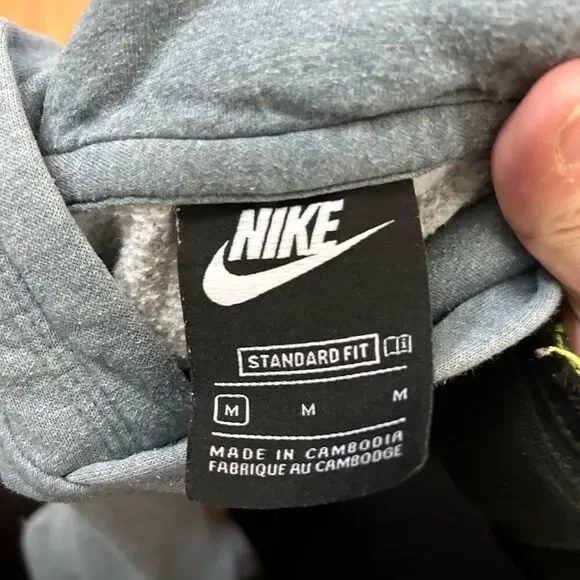 NIKE
STANDARD FIT
M M M
MADE IN CAMBODIA
FABRIQUE AU CAMBODGE